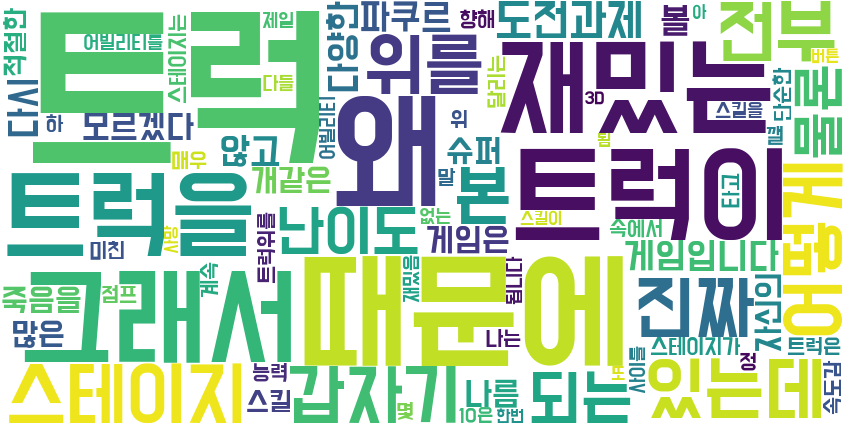 트럭
왜
재밌는
트럭이
트럭을
때문에
그래서
스테이지
갑자기
되는
있는데
어떻게
진짜
물론
전부
위를
본
난이도
도전과제
파쿠르
다양한
향해
볼
아
버튼
제일
어빌리티를
스테이지는
적절한
다시
하
모르겠다
매우
다들
어빌리티
않고
개같은
슈퍼
위
달리는
3D
스킬을
단순한
낄
됨
말
없는
스킬이
타고
게임은
속에서
게임입니다
미친
사망
트럭위를
죽음을
점프
계속
재밌음
됩니다
많은
나는
자신의
스테이지가
트럭은
정
사이를
또
속도감
능력
스킬
몇
나름
10은
한번